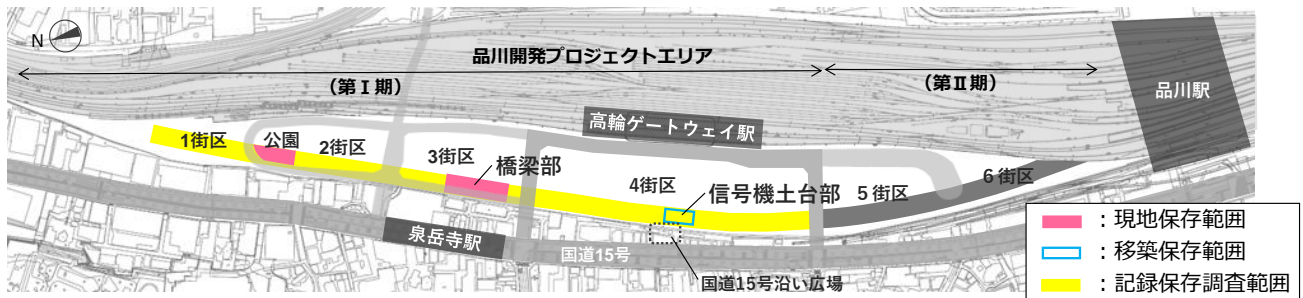 N
品川開発プロジェクトエリア
(第Ⅰ期)
(第Ⅱ期)
品川駅
高輪ゲートウェイ駅
1街区
公園
2街区
3街区
橋梁部
4街区
信号機土台部
5街区
6街区
泉岳寺駅
国道15号
国道15号沿い広場
：現地保存範囲
：移築保存範囲
：記録保存調査範囲